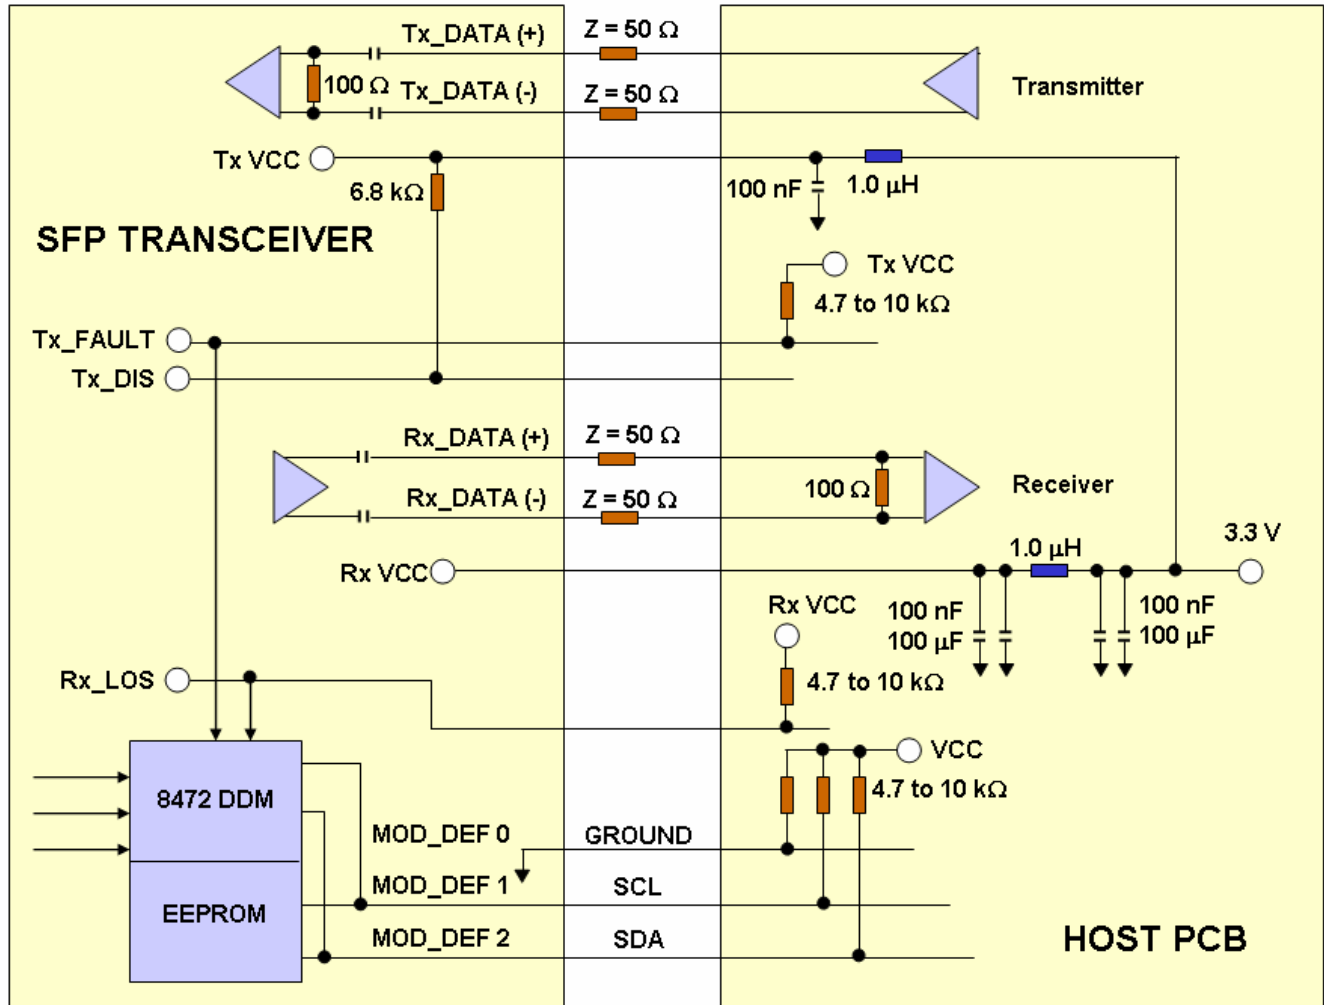 Tx_DATA (+)
Z = 50 Ω
100 Ω
Tx_DATA (-)
Z = 50 Ω
Transmitter
Tx VCC
6.8 kΩ
100 nF
1.0 µH
SFP TRANSCEIVER
Tx VCC
4.7 to 10 kΩ
Tx_FAULT
Tx_DIS
Rx_DATA (+)
Z = 50 Ω
Rx_DATA (-)
Z = 50 Ω
100 Ω
Receiver
3.3 V
1.0 µH
Rx VCC
Rx VCC
100 nF
100 µF
100 nF
100 µF
Rx_LOS
4.7 to 10 kΩ
VCC
4.7 to 10 kΩ
8472 DDM
MOD_DEF 0
GROUND
MOD_DEF 1
SCL
EEPROM
MOD_DEF 2
SDA
HOST PCB